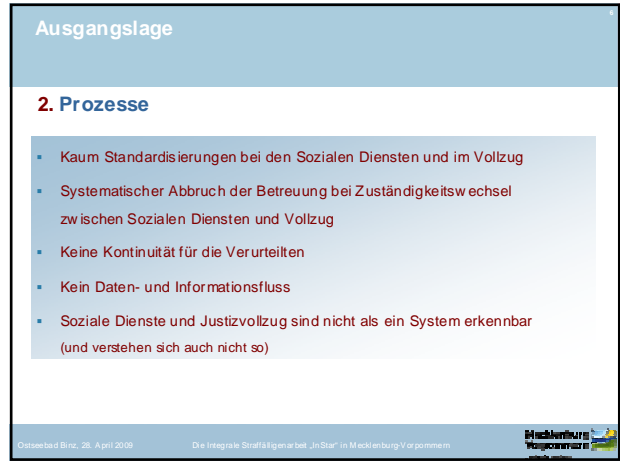 6
Ausgangslage
2. Prozesse
▪ Kaum Standardisierungen bei den Sozialen Diensten und im Vollzug
▪ Systematischer Abbruch der Betreuung bei Zuständigkeitswechsel
zwischen Sozialen Diensten und Vollzug
▪ Keine Kontinuität für die Verurteilten
▪ Kein Daten- und Informationsfluss
▪ Soziale Dienste und Justizvollzug sind nicht als ein System erkennbar
(und verstehen sich auch nicht so)
Ostseebad Binz, 28. April 2009
Die Integrale Straffälligenarbeit „InStar“ in Mecklenburg-Vorpommern
Mecklenburg
Vorpommern